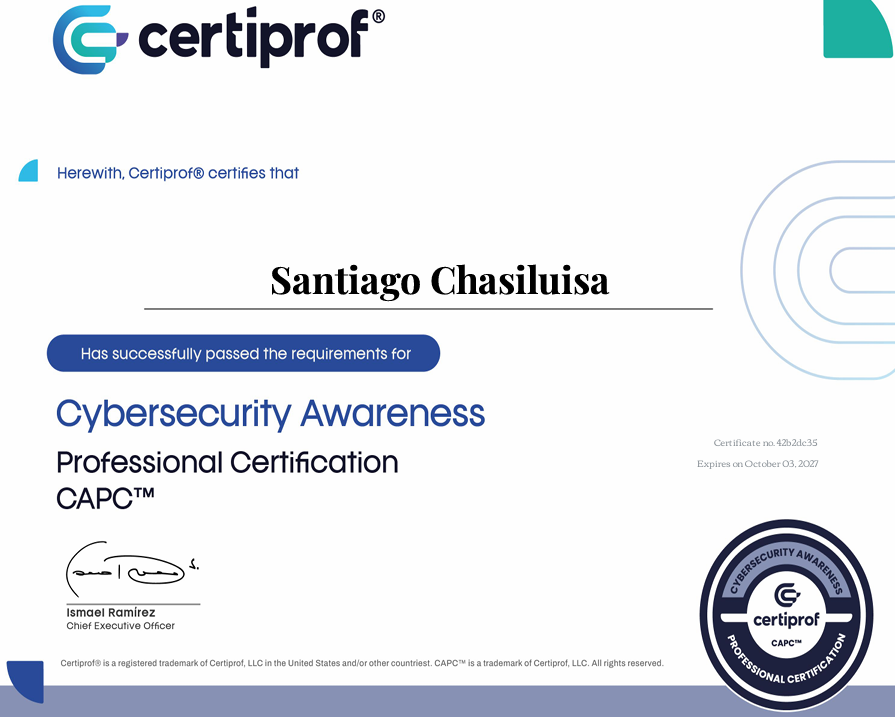 certiprof®
Herewith, Certiprof® certifies that
Santiago Chasiluisa
Has successfully passed the requirements for
Cybersecurity Awareness
Professional Certification
CAPC™
Certificate no. 42b2dc35
Expires on October 03, 2027
Ismael Ramírez
Chief Executive Officer
CYBERSECURITY AWARENESS
certiprof
CAPC™
PROFESSIONAL CERTIFICATION
Certiprof® is a registered trademark of Certiprof, LLC in the United States and/or other countriest. CAPC™ is a trademark of Certiprof, LLC. All rights reserved.